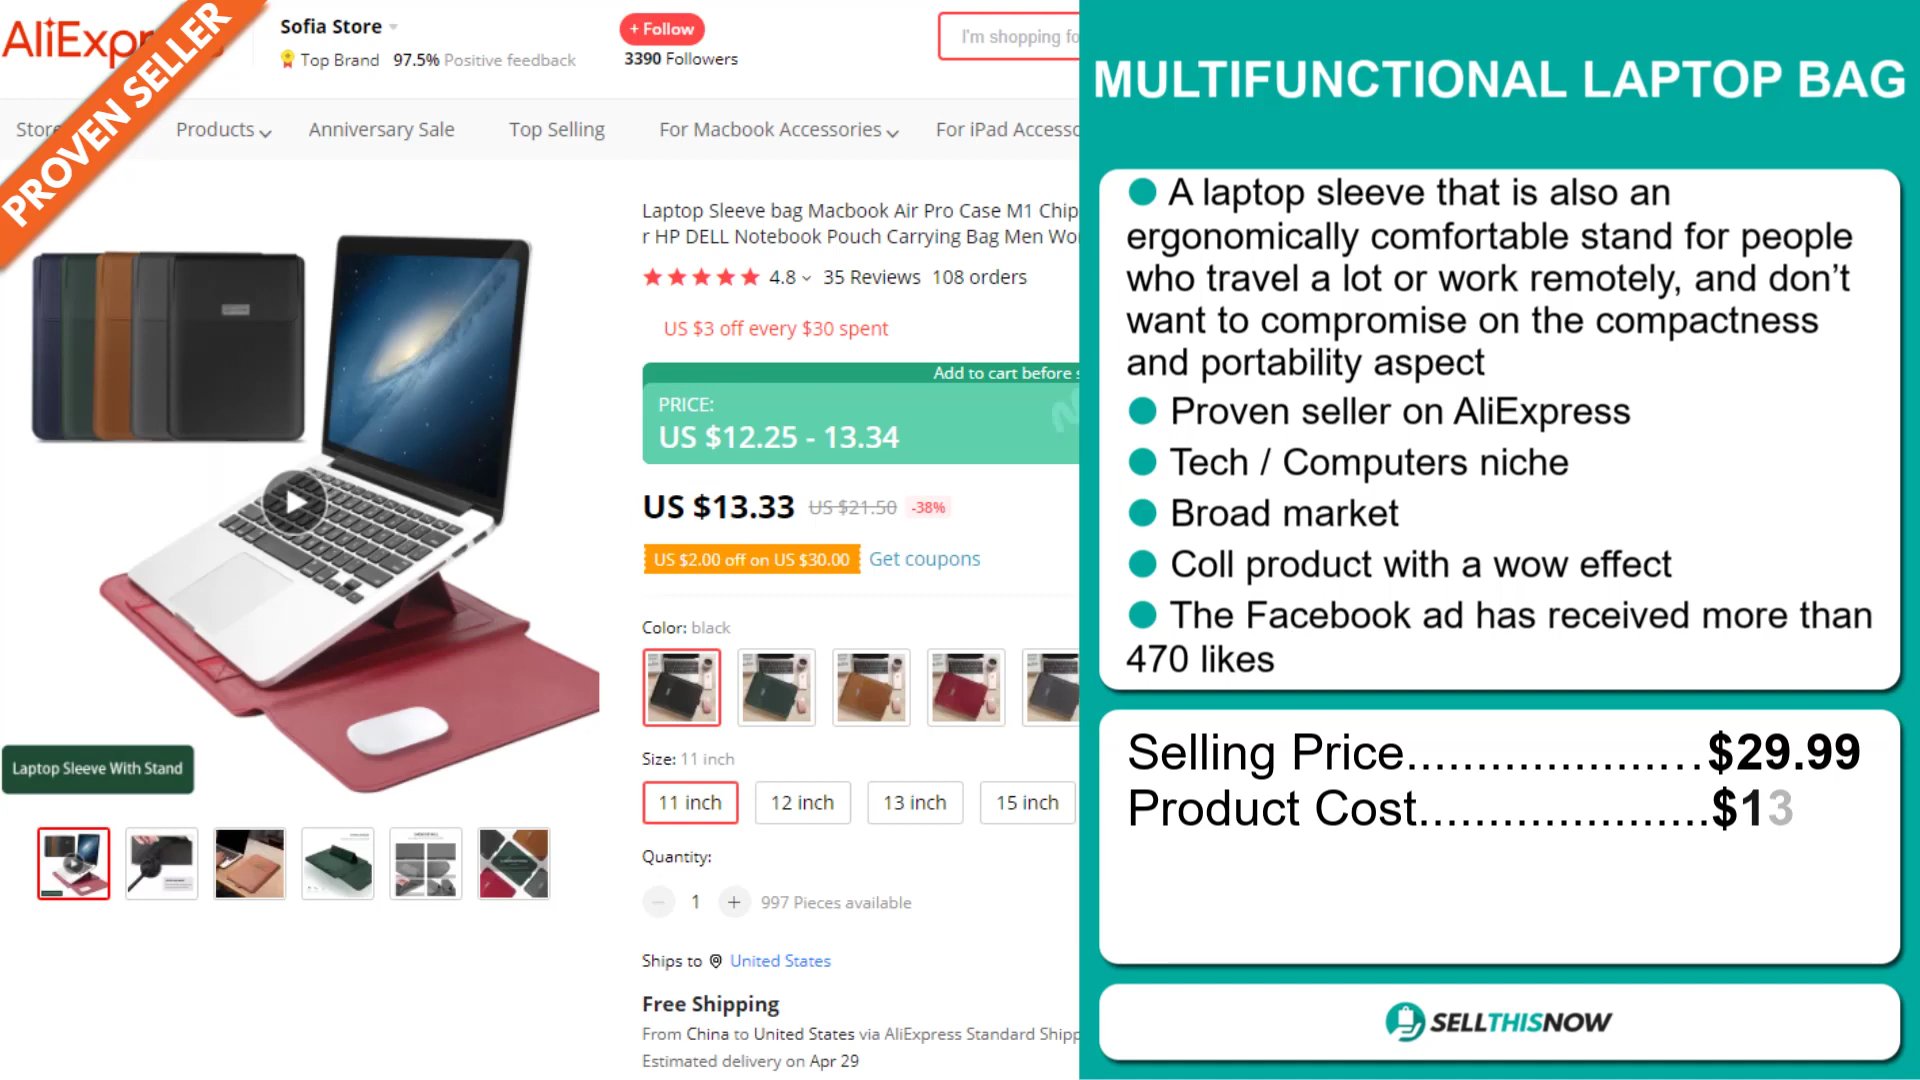 AliExpr
PROVEN SELLER
Sofia Store
Top Brand 97.5% Positive feedback
+ Follow
3390 Followers
I'm shopping fo
Store
Products
Anniversary Sale
Top Selling
For Macbook Accessories
For iPad Accesso
Laptop Sleeve bag Macbook Air Pro Case M1 Chip
r HP DELL Notebook Pouch Carrying Bag Men Wo
4.8 35 Reviews 108 orders
US $3 off every $30 spent
Add to cart before s
PRICE:
US $12.25 - 13.34
US $13.33 US $21.50 -38%
US $2.00 off on US $30.00 Get coupons
Color: black
Size: 11 inch
11 inch 12 inch 13 inch 15 inch
Quantity:
1 + 997 Pieces available
Ships to United States
Free Shipping
From China to United States via AliExpress Standard Shipp
Estimated delivery on Apr 29
Laptop Sleeve With Stand
MULTIFUNCTIONAL LAPTOP BAG
● A laptop sleeve that is also an
ergonomically comfortable stand for people
who travel a lot or work remotely, and don’t
want to compromise on the compactness
and portability aspect
● Proven seller on AliExpress
● Tech / Computers niche
● Broad market
● Coll product with a wow effect
● The Facebook ad has received more than
470 likes
Selling Price.....................$29.99
Product Cost.....................$13
SELLTHISNOW